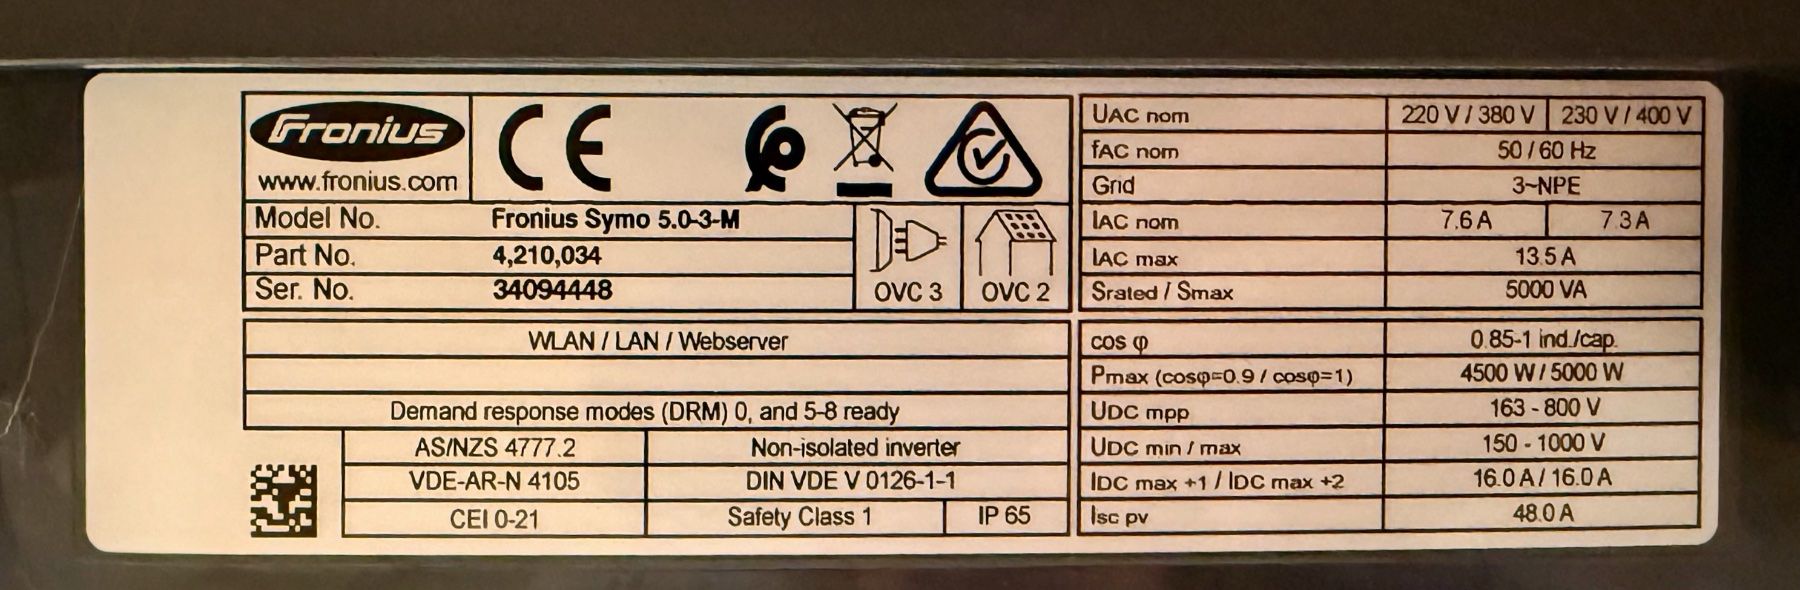 Fronius
www.fronius.com
CE
Model No. Fronius Symo 5.0-3-M
Part No. 4,210,034
Ser. No. 34094448
OVC 3 OVC 2
WLAN / LAN / Webserver
Demand response modes (DRM) 0, and 5-8 ready
AS/NZS 4777.2 Non-isolated inverter
VDE-AR-N 4105 DIN VDE V 0126-1-1
CEI 0-21 Safety Class 1 IP 65
UAC nom 220 V / 380 V 230 V / 400 V
fAC nom 50 / 60 Hz
Grid 3~NPE
IAC nom 7.6 A 7.3 A
IAC max 13.5 A
Srated / Smax 5000 VA
cos φ 0.85-1 ind./cap.
Pmax (cosφ=0.9 / cosφ=1) 4500 W / 5000 W
UDC mpp 163 - 800 V
UDC min / max 150 - 1000 V
IDC max +1 / IDC max +2 16.0 A / 16.0 A
Isc pv 48.0 A